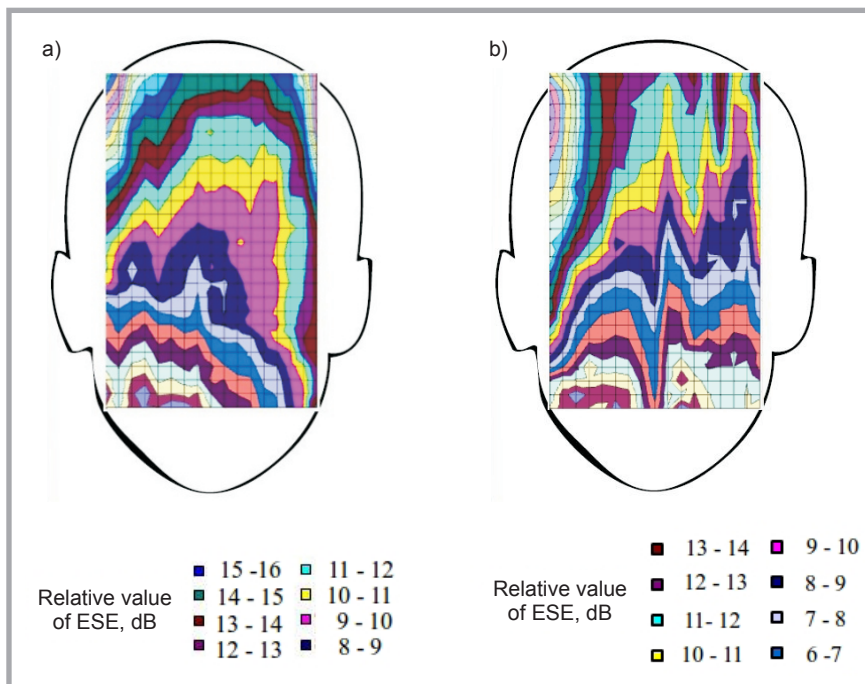 a)
b)
Relative value
of ESE, dB
15 -16
14 - 15
13 - 14
12 - 13
11 - 12
10 - 11
9 - 10
8 - 9
Relative value
of ESE, dB
13 - 14
12 - 13
11- 12
10 - 11
9 - 10
8 - 9
7 - 8
6 -7